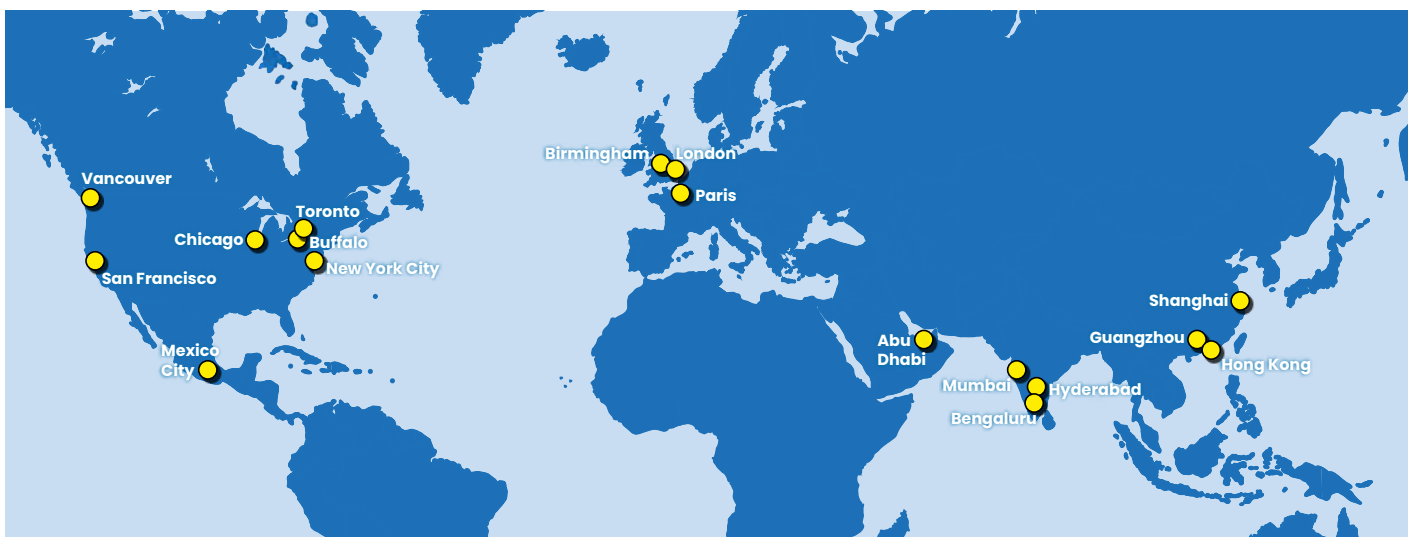 Birmingham
London
Vancouver
Paris
Toronto
Chicago
Buffalo
New York City
San Francisco
Shanghai
Guangzhou
Abu
Dhabi
Mexico
City
Hong Kong
Mumbai
Hyderabad
Bengaluru